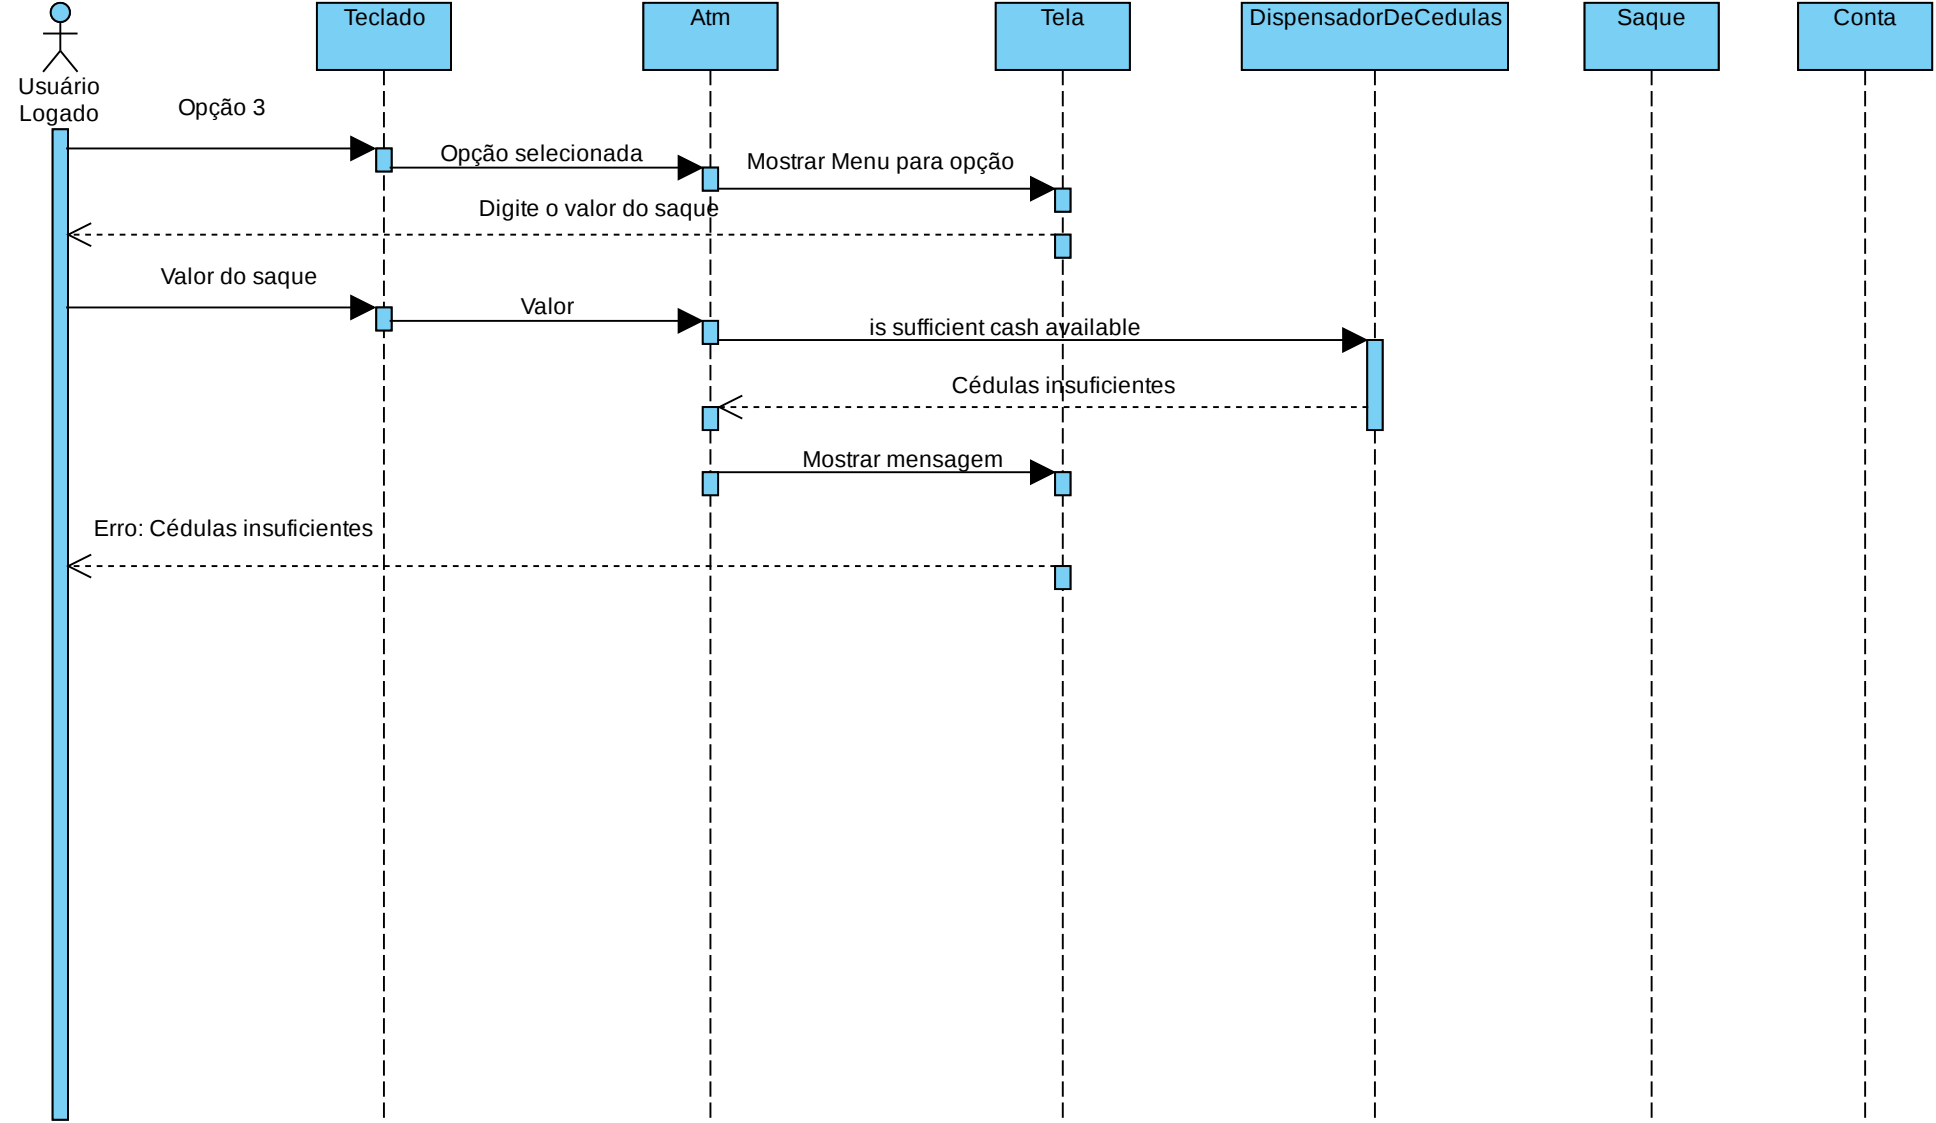 Teclado
Atm
Tela
DispensadorDeCedulas
Saque
Conta
Usuário
Logado
Opção 3
Opção selecionada
Mostrar Menu para opção
Digite o valor do saque
Valor do saque
Valor
is sufficient cash available
Cédulas insuficientes
Mostrar mensagem
Erro: Cédulas insuficientes